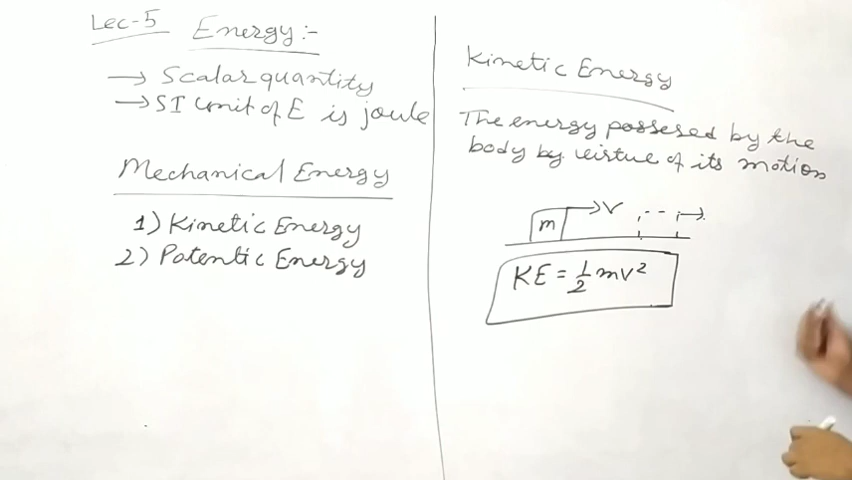 Lec-5
Energy:-
→ Scalar quantity
→ SI unit of E is joule
Mechanical Energy
1) Kinetic Energy
2) Potentic Energy
Kinetic Energy
The energy possesed by the
body by virtue of its motion
m → V
KE = 1/2 mv²